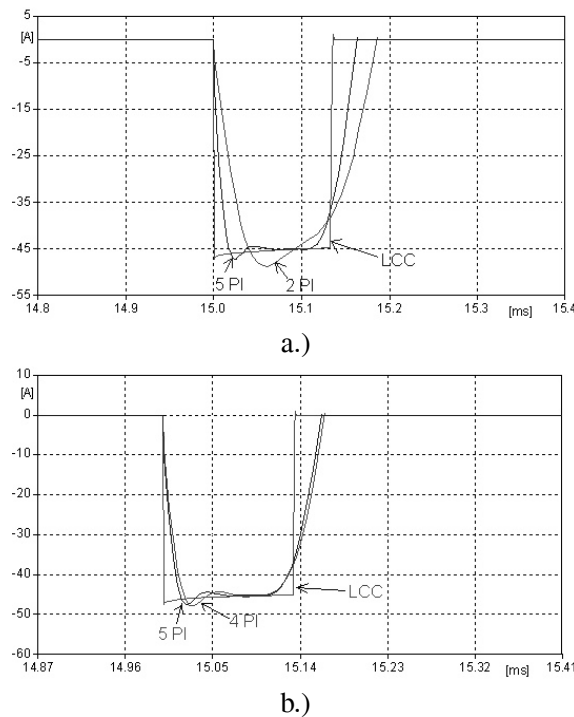 5
[A]
-5
-15
-25
-35
-45
-55
LCC
5 PI
2 PI
14.8
14.9
15.0
15.1
15.2
15.3
[ms]
15.4
a.)
10
[A]
0
-10
-20
-30
-40
-50
-60
LCC
4 PI
5 PI
14.87
14.96
15.05
15.14
15.23
15.32
[ms]
15.41
b.)